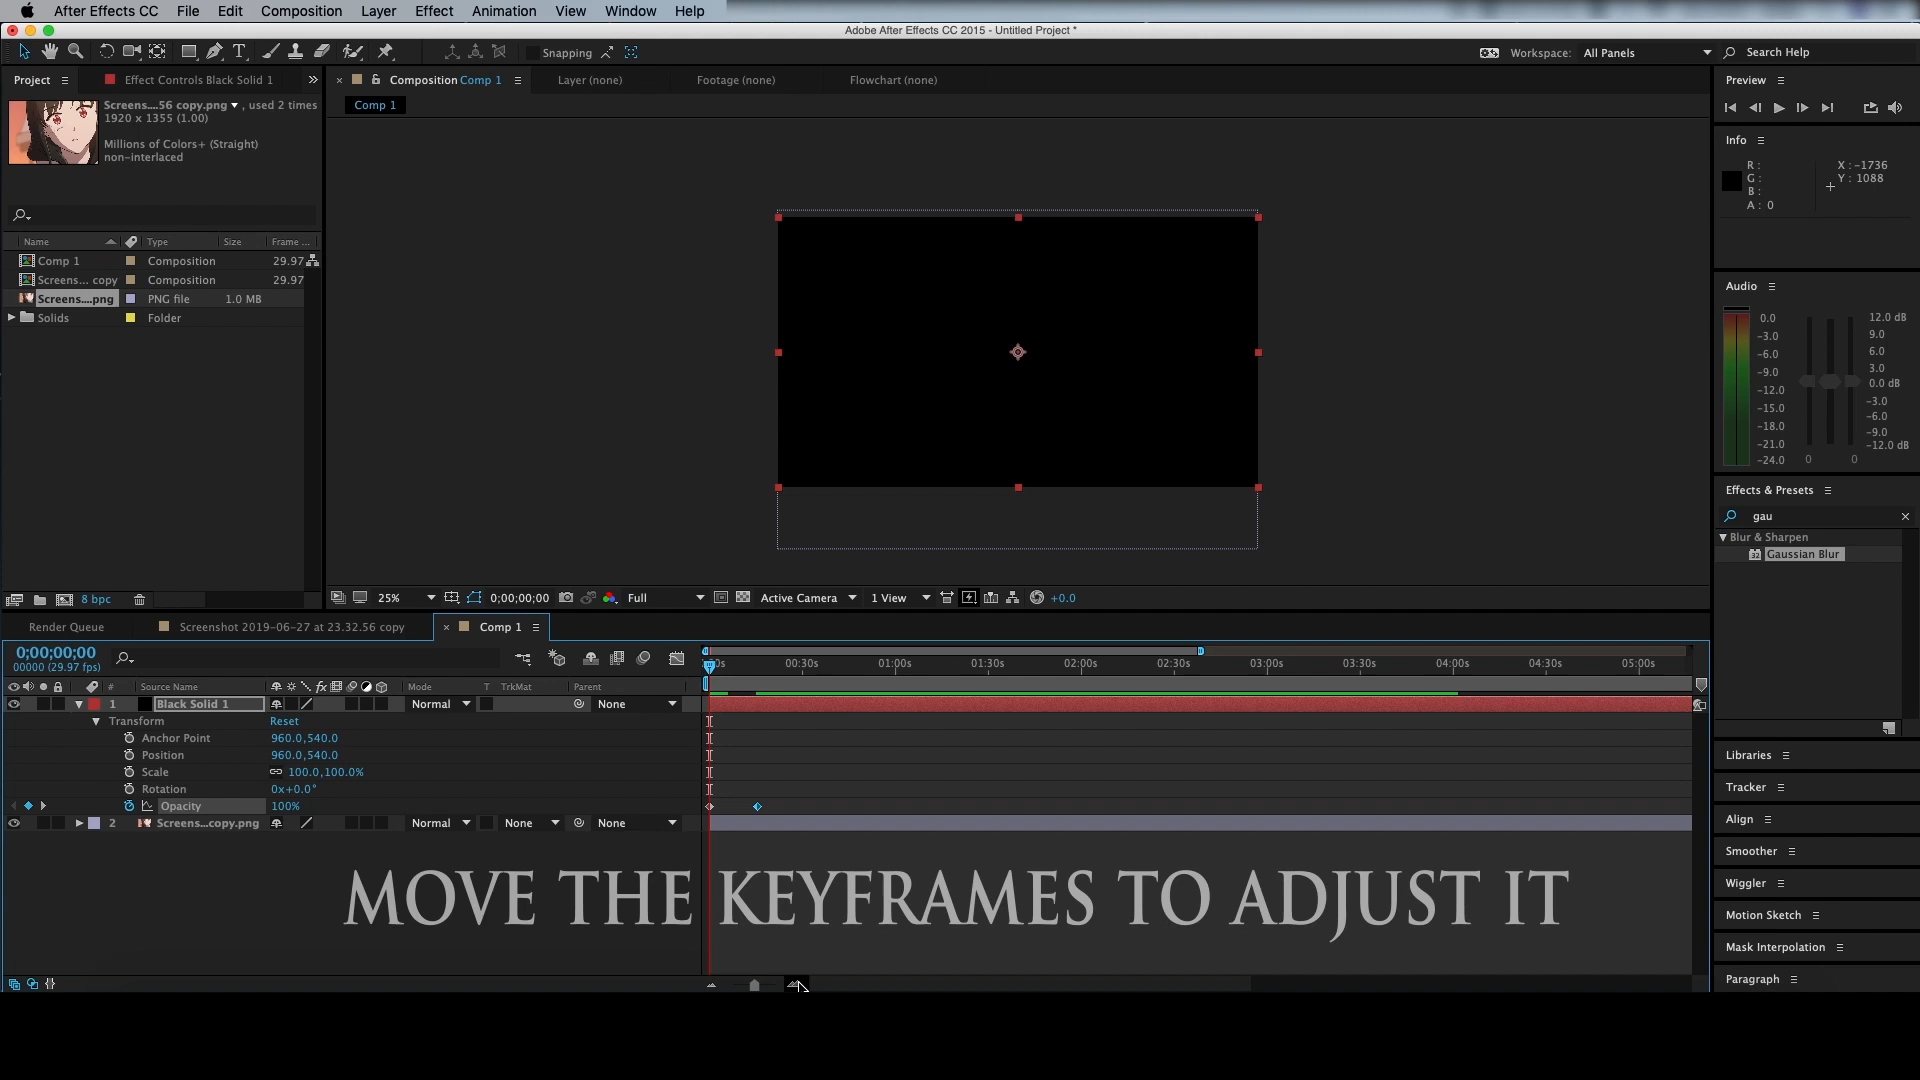 After Effects CC File Edit Composition Layer Effect Animation View Window Help
Adobe After Effects CC 2015 - Untitled Project *
T Snapping Workspace: All Panels Search Help
Project Effect Controls Black Solid 1 Composition Comp 1 Layer (none) Footage (none) Flowchart (none) Preview
Screens....56 copy.png , used 2 times
1920 x 1355 (1.00)
Millions of Colors+ (Straight)
non-interlaced
Comp 1
Info
R :
G :
B :
A : 0
X : -1736
Y : 1088
Name Type Size Frame ...
Comp 1 Composition 29.97
Screens... copy Composition 29.97
Screens....png PNG file 1.0 MB
Solids Folder
Audio
0.0
-3.0
-6.0
-9.0
-12.0
-15.0
-18.0
-21.0
-24.0
12.0 dB
9.0
6.0
3.0
0.0 dB
-3.0
-6.0
-9.0
-12.0 dB
0 0
Effects & Presets
gau
Blur & Sharpen
32 Gaussian Blur
8 bpc
25% 0;00;00;00 Full Active Camera 1 View +0.0
Render Queue Screenshot 2019-06-27 at 23.32.56 copy Comp 1
0;00;00;00
00000 (29.97 fps)
0s 00:30s 01:00s 01:30s 02:00s 02:30s 03:00s 03:30s 04:00s 04:30s 05:00s
# Source Name fx Mode T TrkMat Parent
1 Black Solid 1 Normal None
Transform Reset
Anchor Point 960.0,540.0
Position 960.0,540.0
Scale 100.0,100.0%
Rotation 0x+0.0°
Opacity 100%
2 Screens...copy.png Normal None None
MOVE THE KEYFRAMES TO ADJUST IT
Libraries
Tracker
Align
Smoother
Wiggler
Motion Sketch
Mask Interpolation
Paragraph